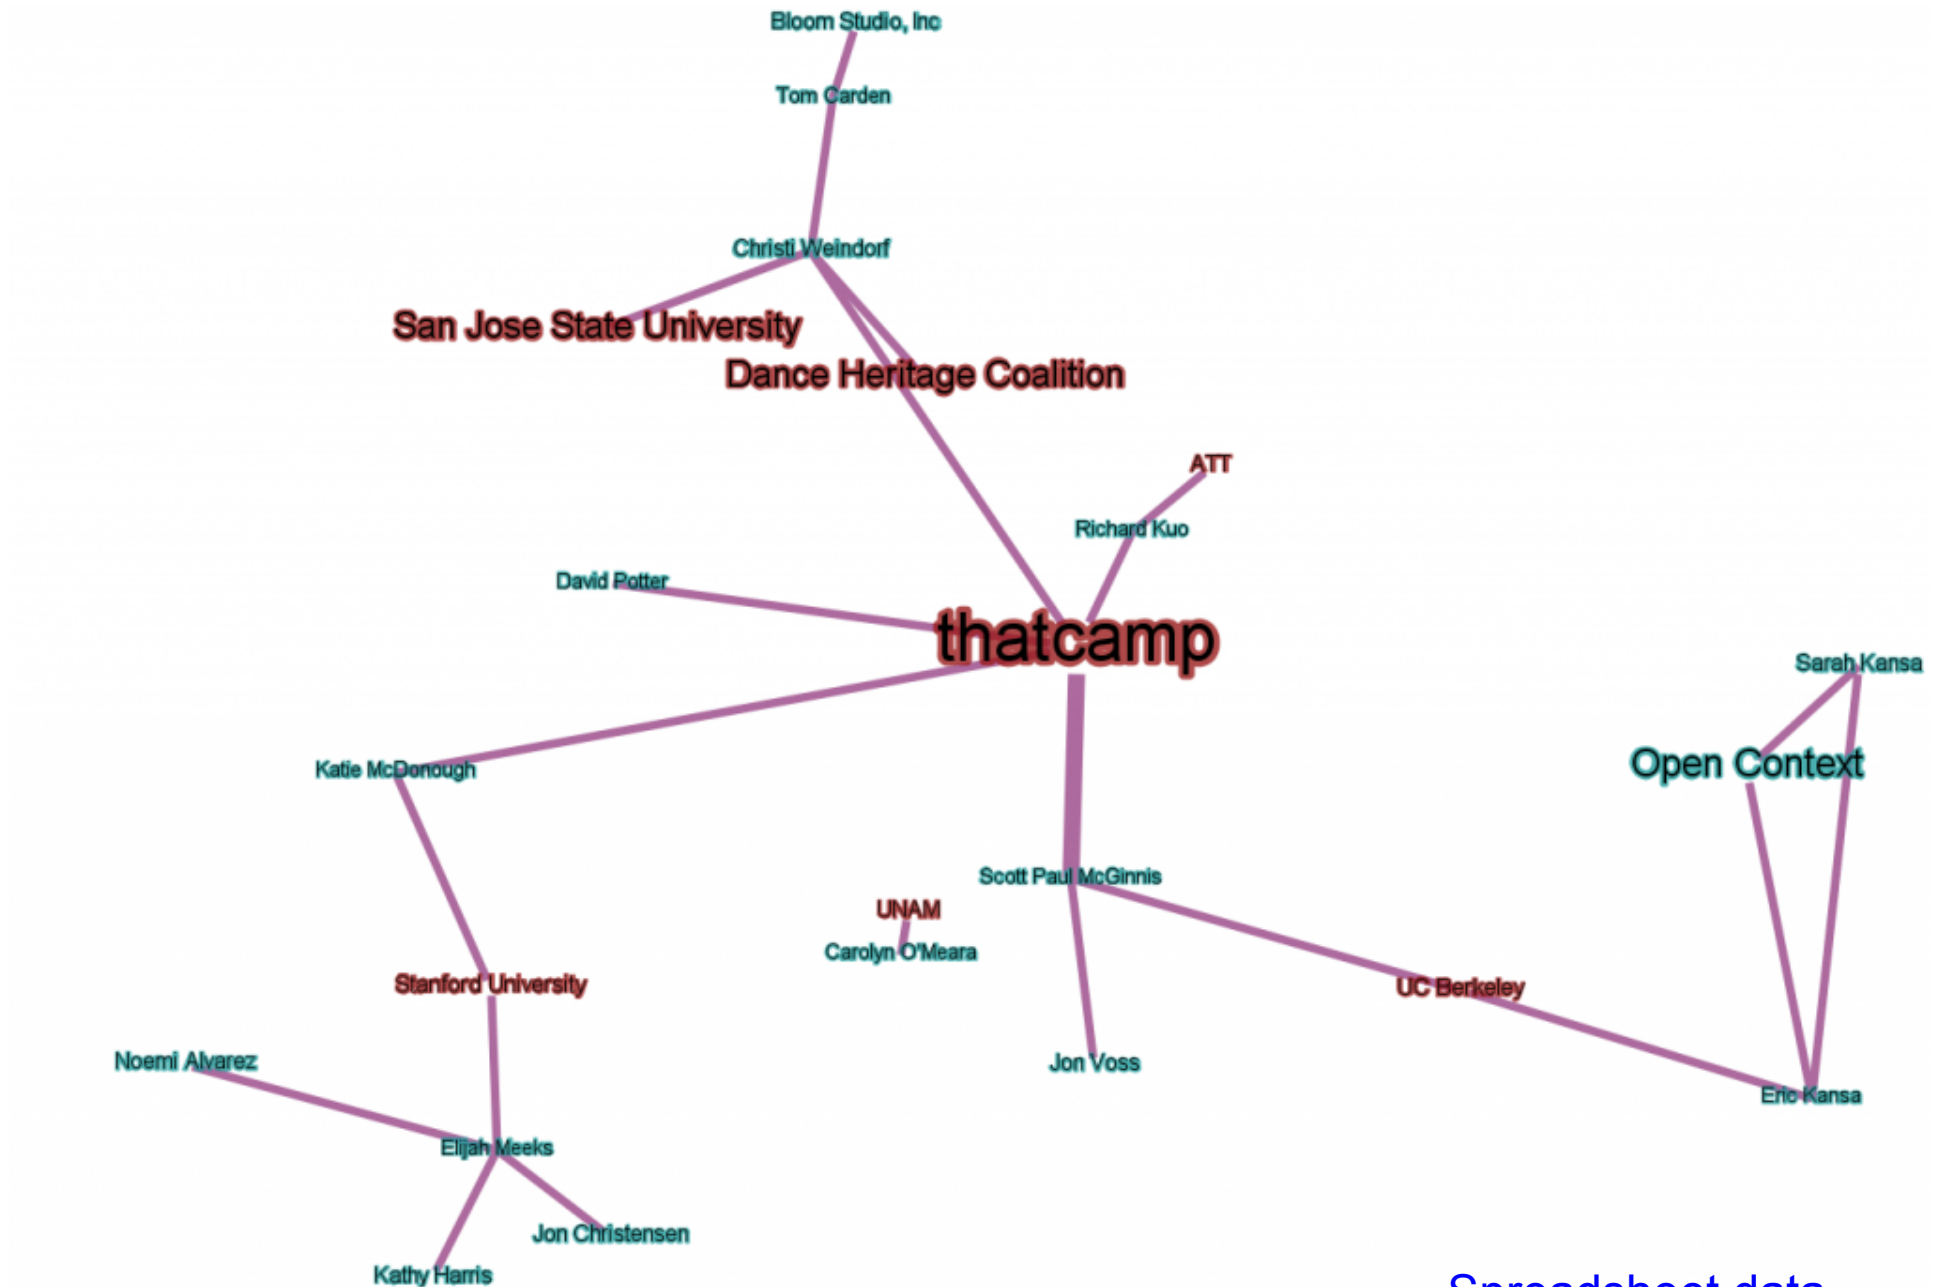 Bloom Studio, Inc
Tom Carden
Christi Weindorf
San Jose State University
Dance Heritage Coalition
ATT
Richard Kuo
David Potter
thatcamp
Sarah Kansa
Open Context
Katie McDonough
Scott Paul McGinnis
UNAM
Carolyn O'Meara
Stanford University
UC Berkeley
Noemi Alvarez
Jon Voss
Eric Kansa
Elijah Meeks
Jon Christensen
Kathy Harris
Spreadsheet data